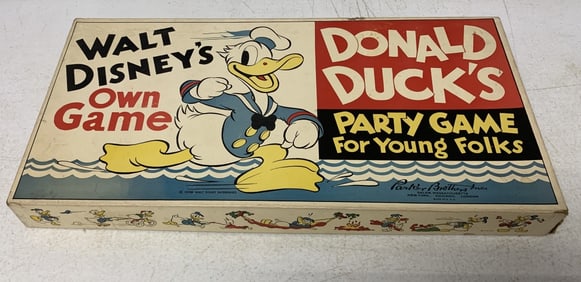 WALT
DISNEY'S
OWN
GAME
DONALD
DUCK'S
PARTY GAME
FOR YOUNG FOLKS
Parker Brothers Inc.